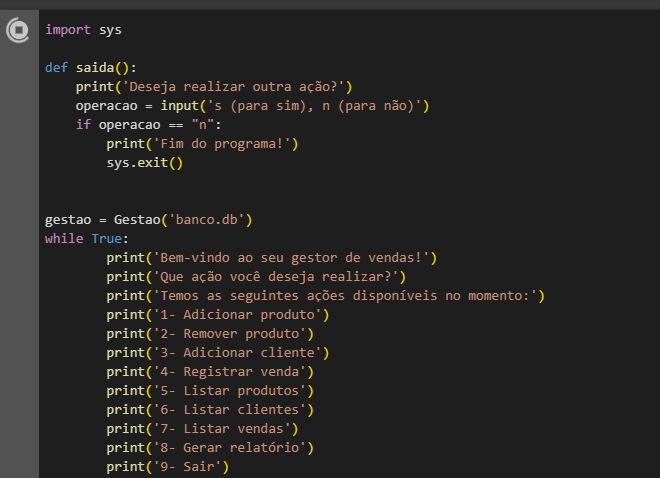 import sys
def saida():
print('Deseja realizar outra ação?')
operacao = input('s (para sim), n (para não)')
if operacao == "n":
print('Fim do programa!')
sys.exit()
gestao = Gestao('banco.db')
while True:
print('Bem-vindo ao seu gestor de vendas!')
print('Que ação você deseja realizar?')
print('Temos as seguintes ações disponíveis no momento:')
print('1- Adicionar produto')
print('2- Remover produto')
print('3- Adicionar cliente')
print('4- Registrar venda')
print('5- Listar produtos')
print('6- Listar clientes')
print('7- Listar vendas')
print('8- Gerar relatório')
print('9- Sair')